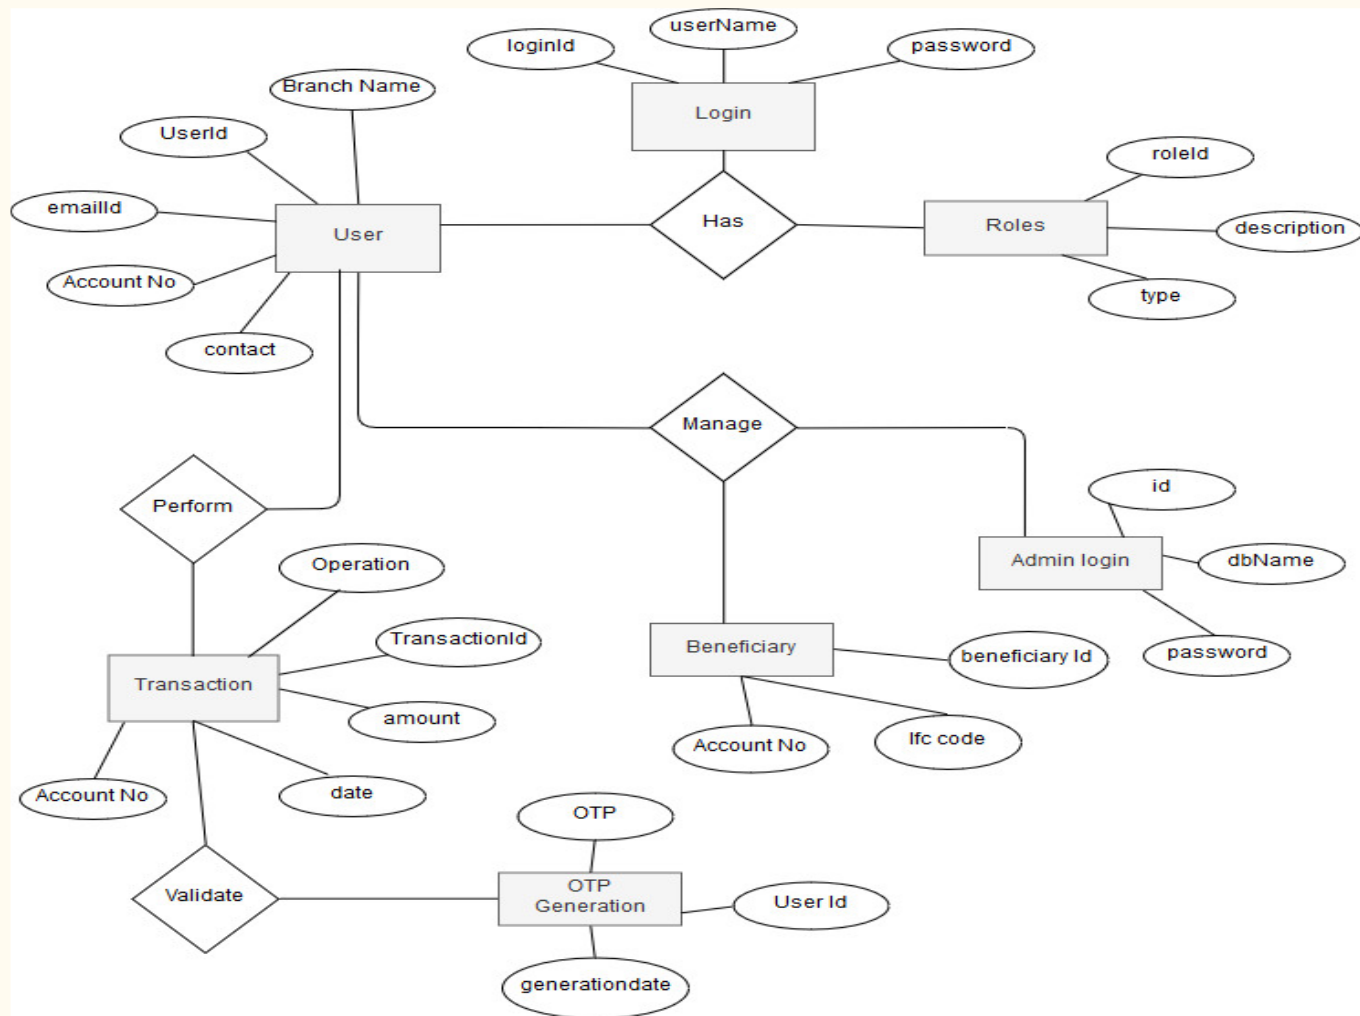 userName
loginId
password
Branch Name
Login
UserId
roleId
emailId
User
Has
Roles
description
Account No
type
contact
Manage
id
Perform
Operation
Admin login
dbName
TransactionId
Beneficiary
beneficiary Id
password
Transaction
amount
Account No
Ifc code
Account No
date
OTP
Validate
OTP
Generation
User Id
generationdate